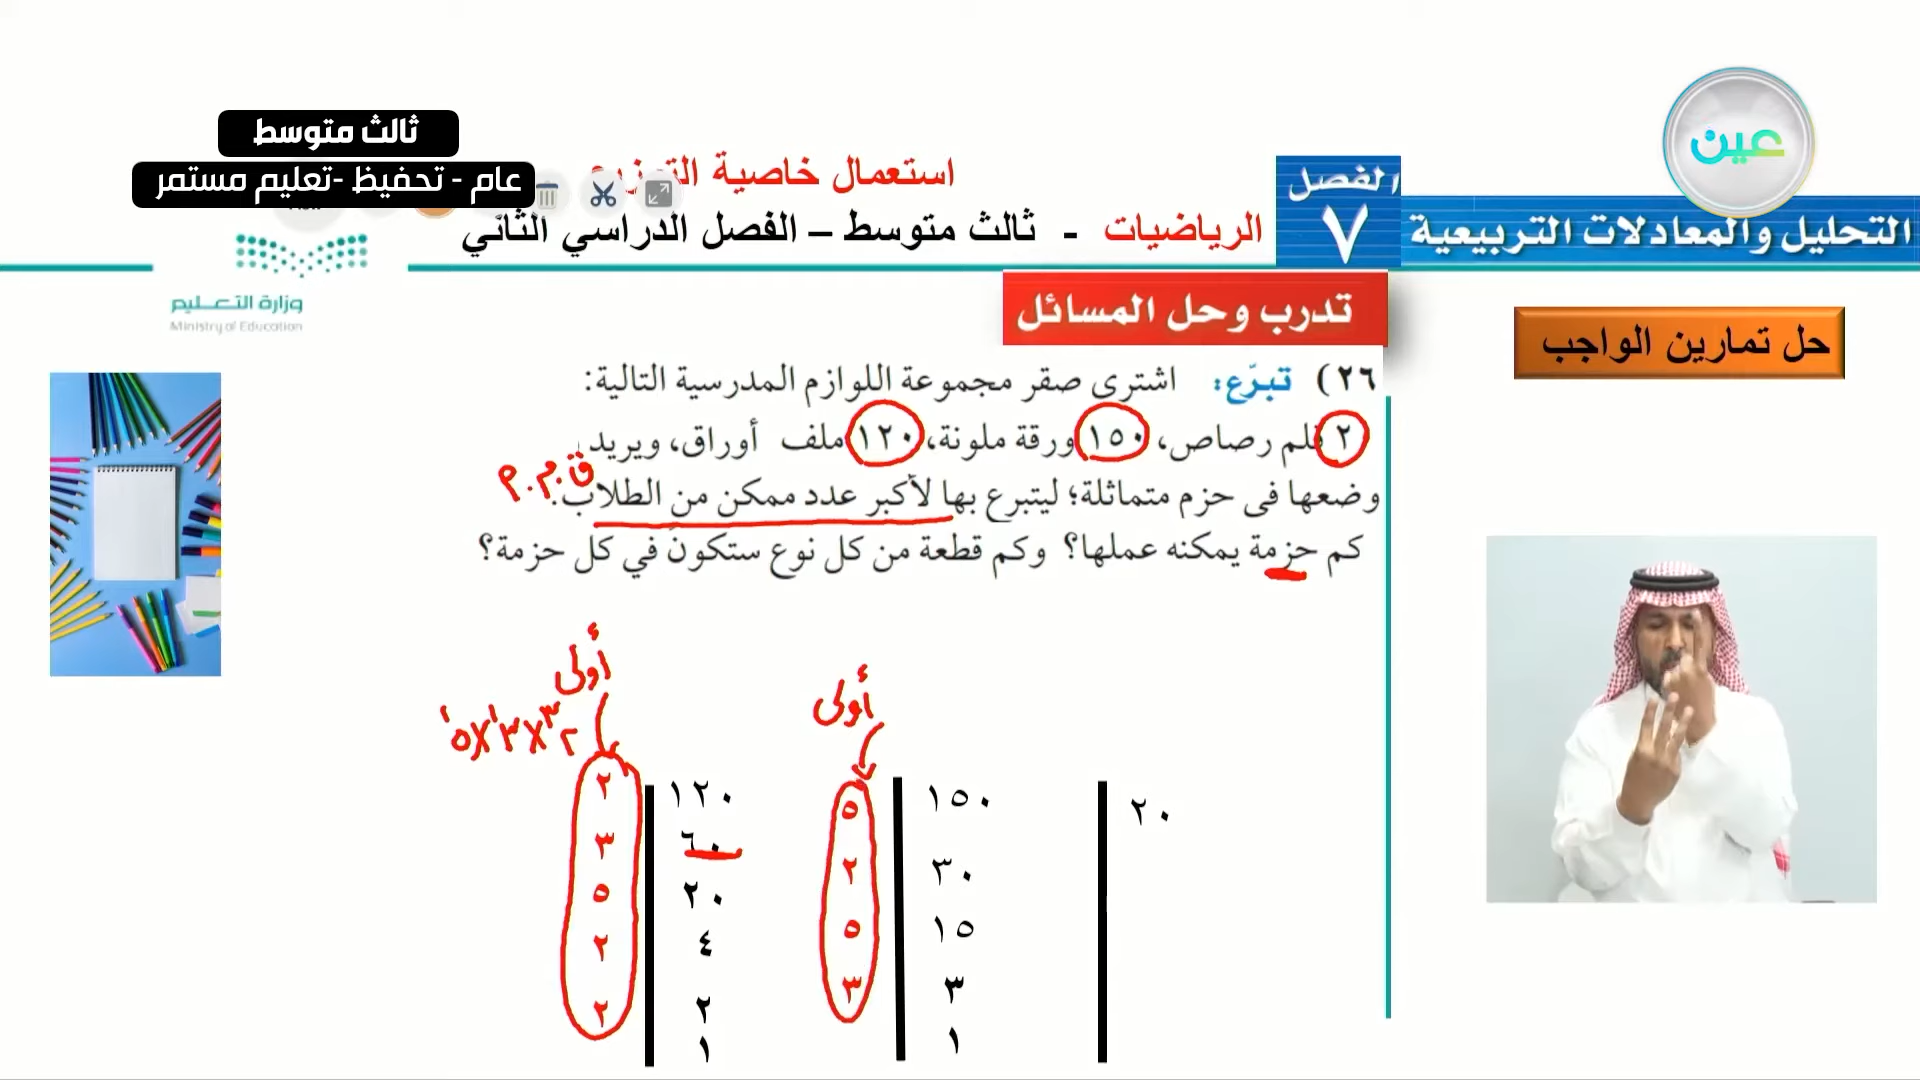 عين
ثالث متوسط
عام - تحفيظ -تعليم مستمر
استعمال خاصية
الفصل
٧
التحليل والمعادلات التربيعية
الرياضيات - ثالث متوسط – الفصل الدراسي الثاني
وزارة التعليم
Ministry of Education
تدرب وحل المسائل
حل تمارين الواجب
٢٦) تبرّع: اشترى صقر مجموعة اللوازم المدرسية التالية:
٢ قلم رصاص، ١٥٠ ورقة ملونة، ١٢٠ ملف أوراق، ويريد
ق.م.م
وضعها في حزم متماثلة؛ ليتبرع بها لأكبر عدد ممكن من الطلاب.
كم حزمة يمكنه عملها؟ وكم قطعة من كل نوع ستكون في كل حزمة؟
أولى
أولى
٢٣×٣١×٥١
٢٠
١٥٠ ٥
٣٠ ٢
١٥ ٥
٣ ٣
١
١٢٠ ٢
٦٠ ٣
٢٠ ٥
٤ ٢
٢ ٢
١